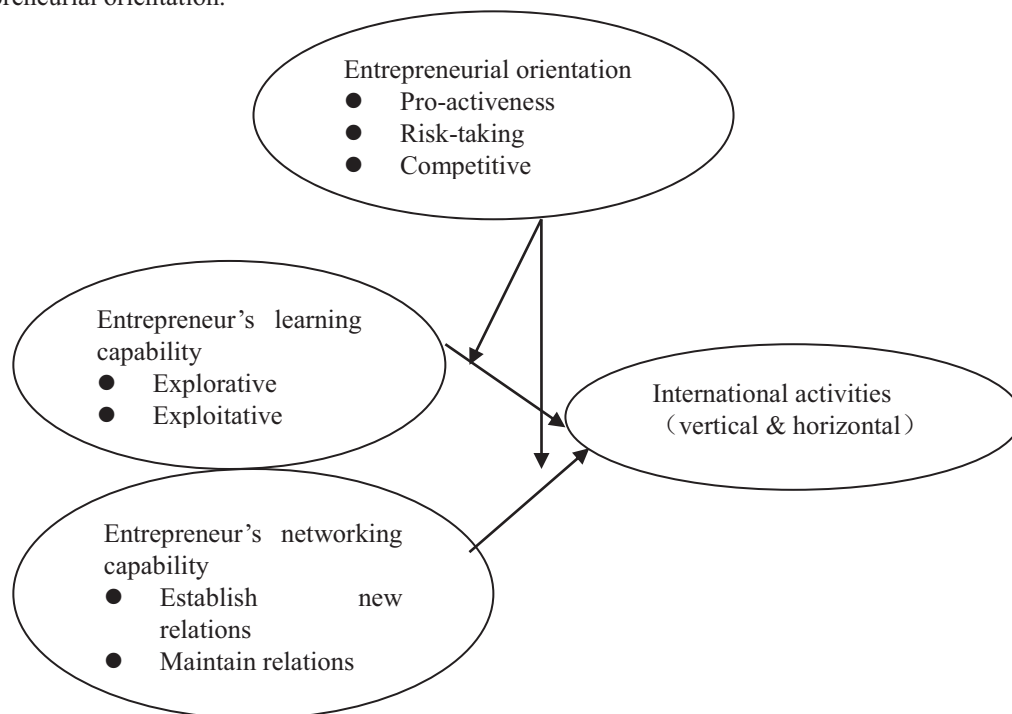 preneurial orientation.
Entrepreneurial orientation
● Pro-activeness
● Risk-taking
● Competitive
Entrepreneur’s learning
capability
● Explorative
● Exploitative
International activities
（vertical & horizontal）
Entrepreneur’s networking
capability
● Establish new
relations
● Maintain relations